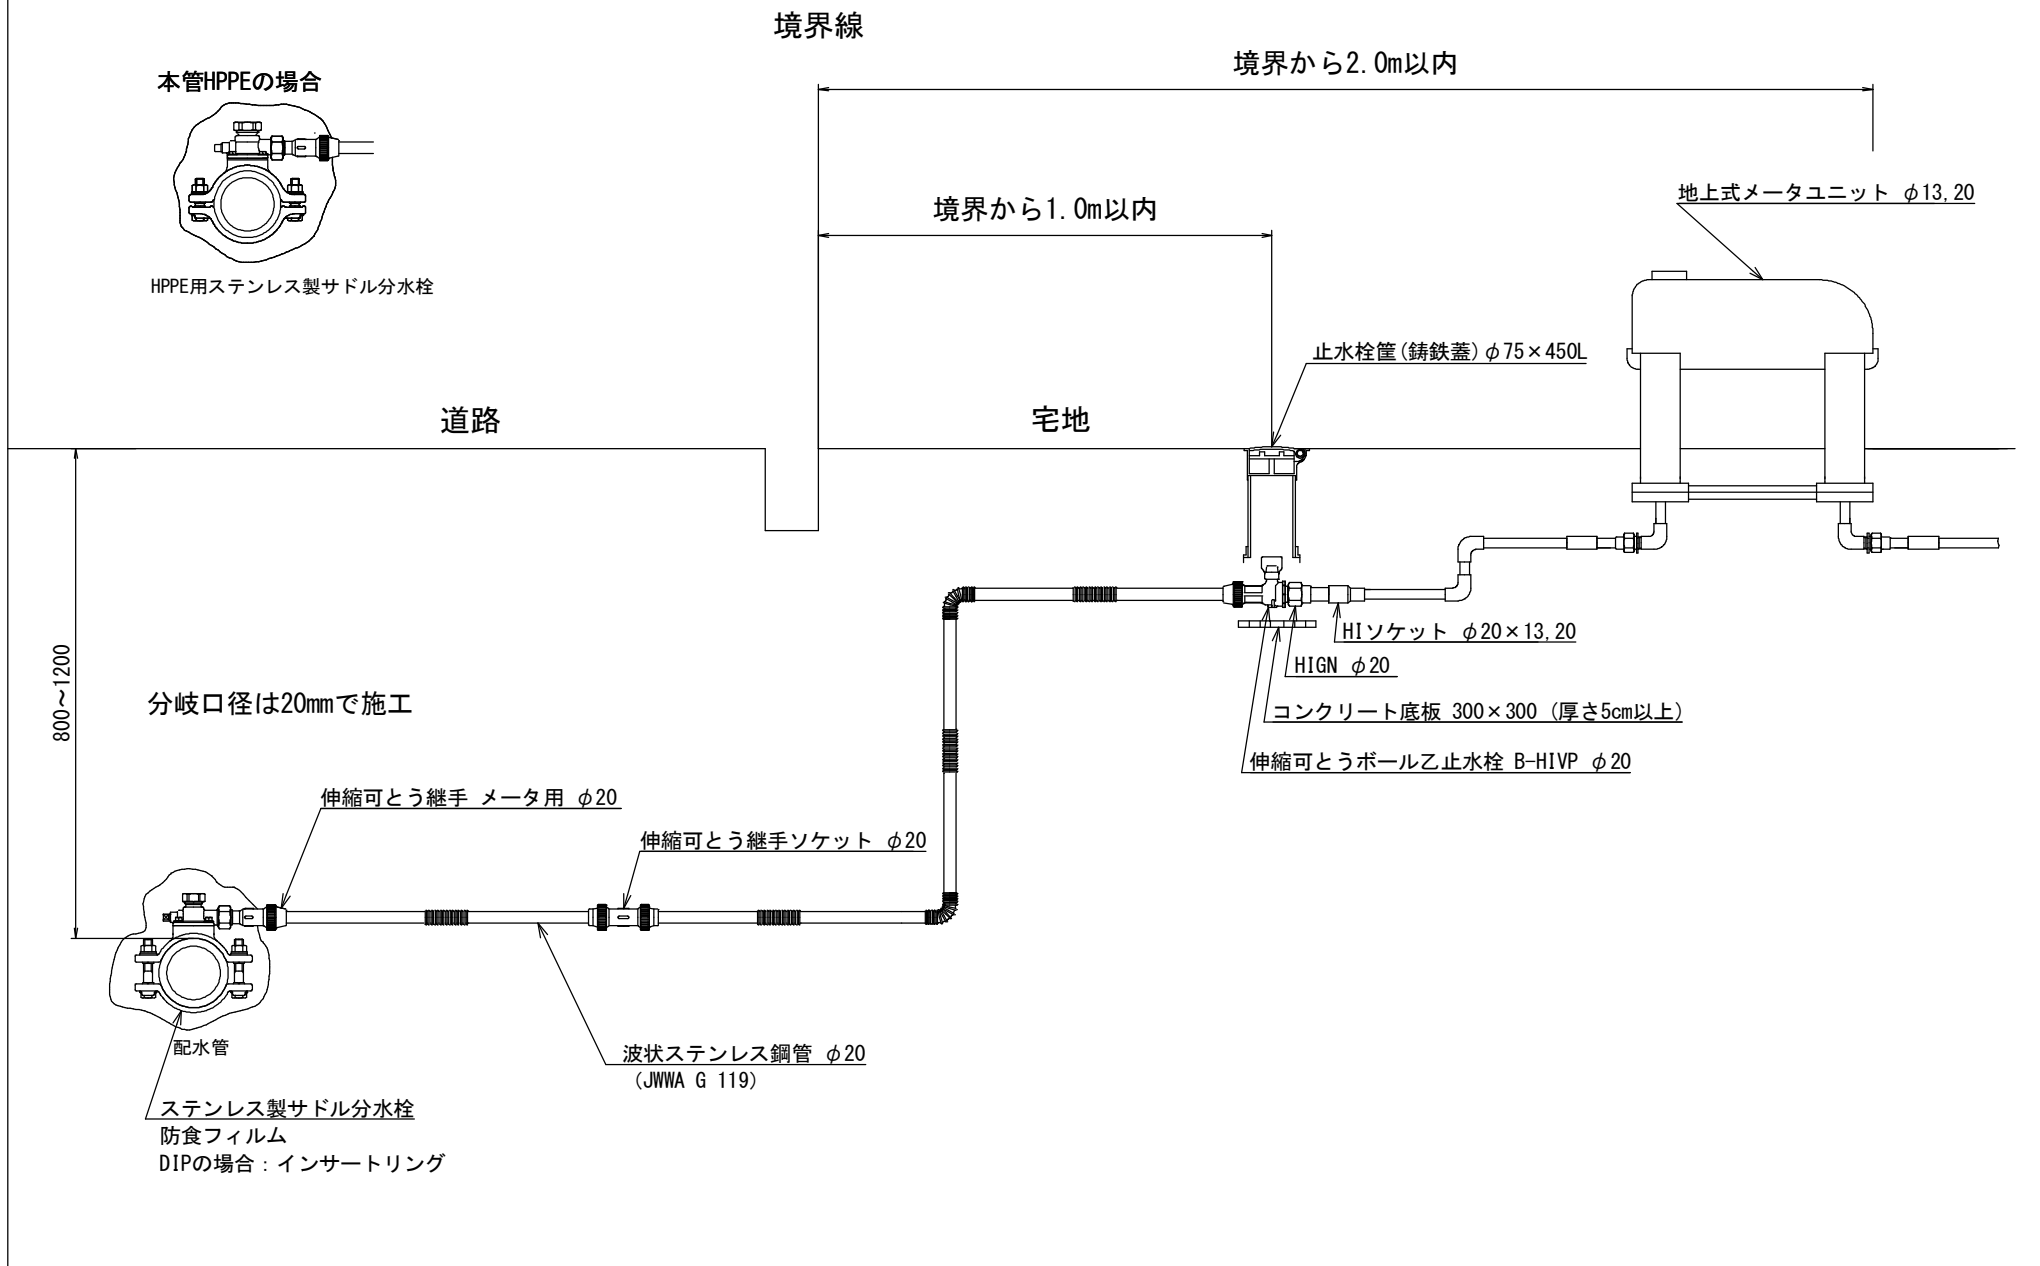 境界線
境界から2.0m以内
本管HPPEの場合
地上式メータユニット φ13,20
境界から1.0m以内
HPPE用ステンレス製サドル分水栓
止水栓筐(鋳鉄蓋)φ75×450L
道路
宅地
800～1200
HIソケット φ20×13,20
HIGN φ20
分岐口径は20mmで施工
コンクリート底板 300×300 (厚さ5cm以上)
伸縮可とうボール乙止水栓 B-HIVP φ20
伸縮可とう継手 メータ用 φ20
伸縮可とう継手ソケット φ20
配水管
波状ステンレス鋼管 φ20
(JWWA G 119)
ステンレス製サドル分水栓
防食フィルム
DIPの場合：インサートリング